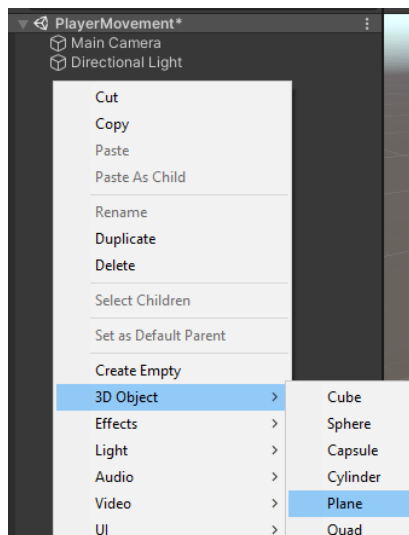 PlayerMovement*
Main Camera
Directional Light
Cut
Copy
Paste
Paste As Child
Rename
Duplicate
Delete
Select Children
Set as Default Parent
Create Empty
3D Object
Effects
Light
Audio
Video
UI
Cube
Sphere
Capsule
Cylinder
Plane
Quad